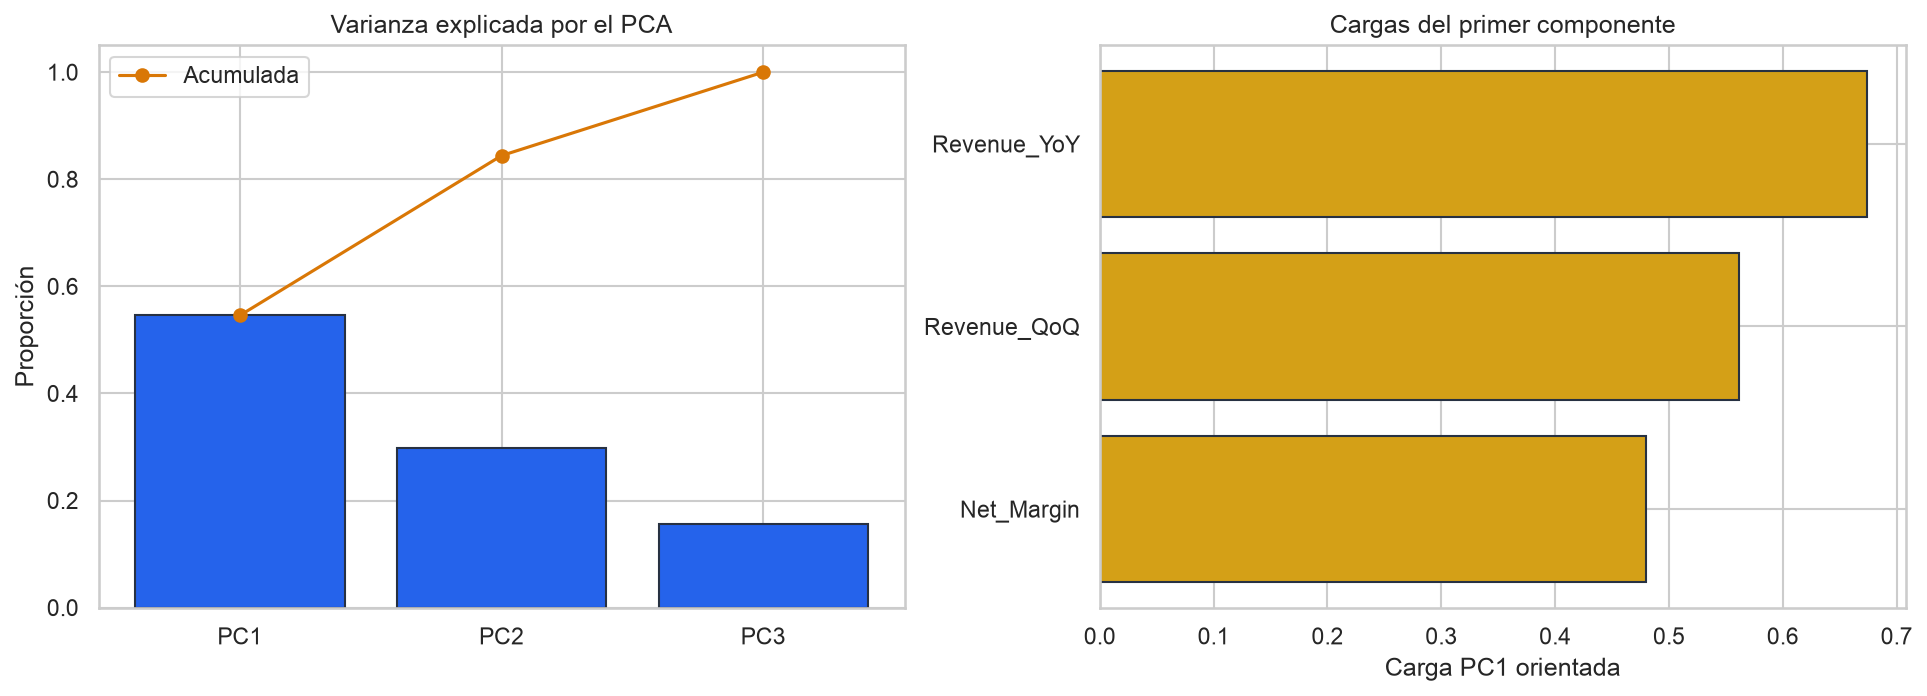 Varianza explicada por el PCA
Acumulada
Proporción
1.0
0.8
0.6
0.4
0.2
0.0
PC1
PC2
PC3
Cargas del primer componente
Revenue_YoY
Revenue_QoQ
Net_Margin
0.0
0.1
0.2
0.3
0.4
0.5
0.6
0.7
Carga PC1 orientada